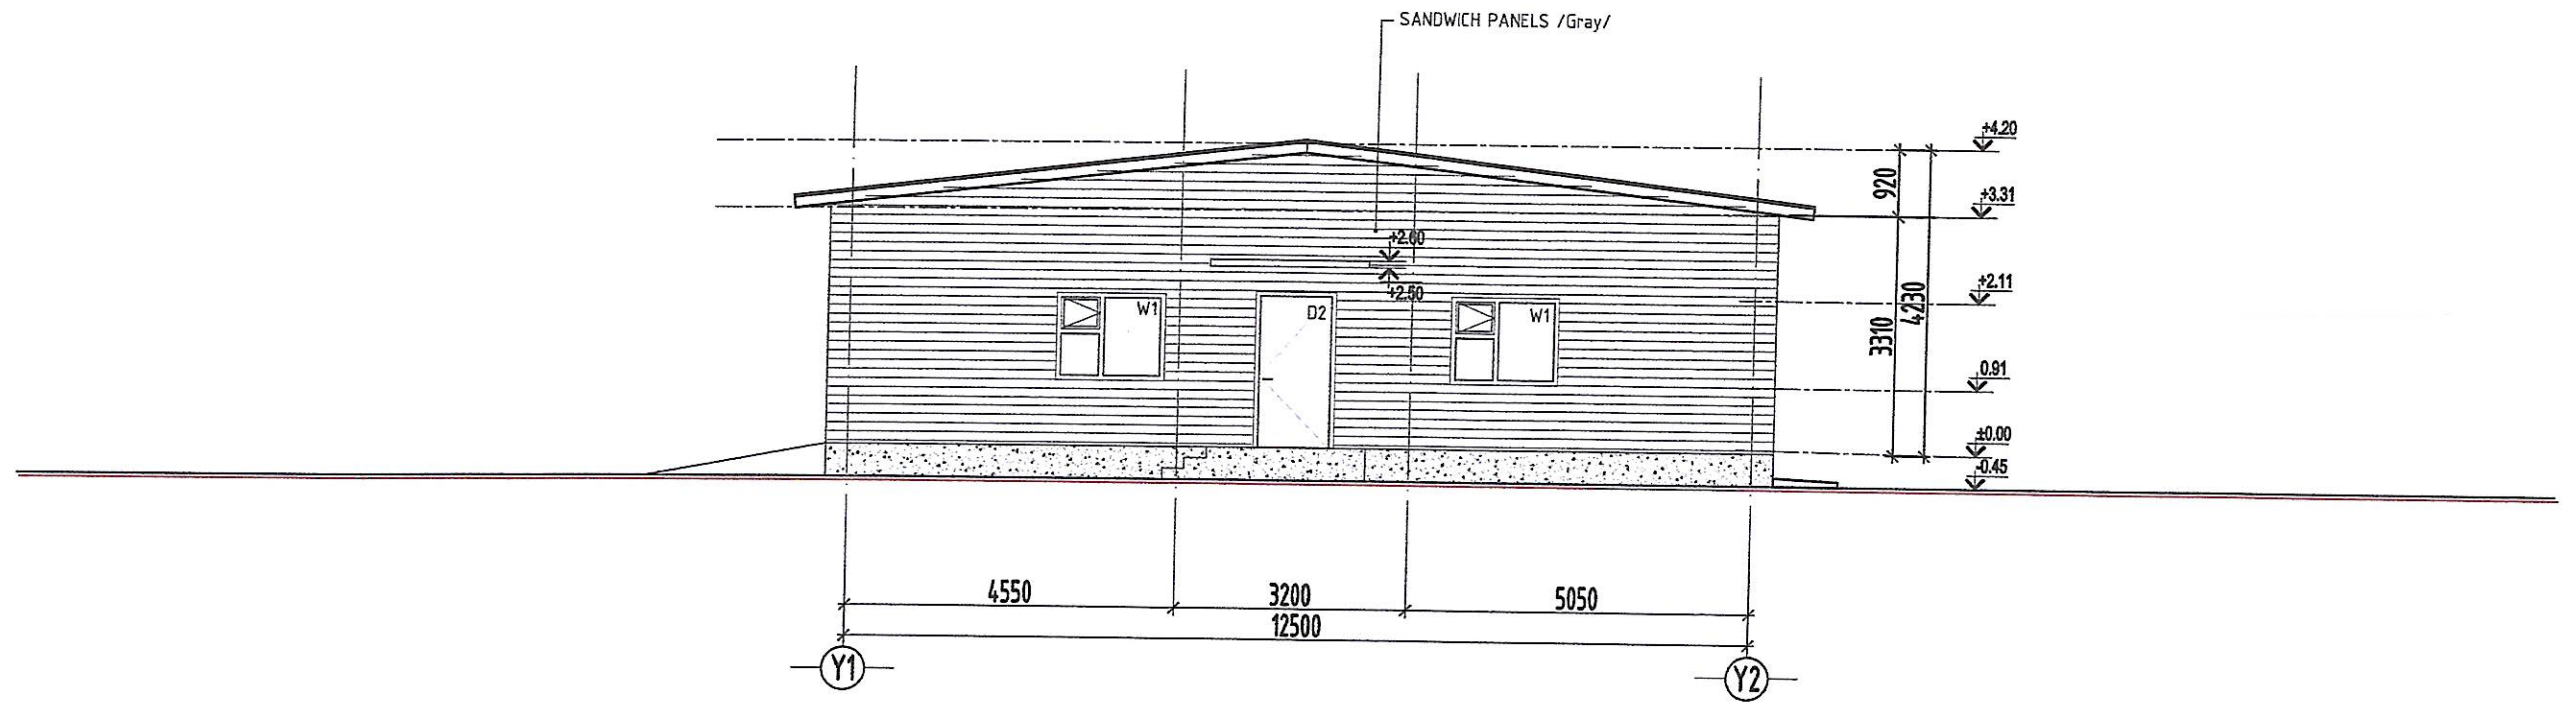 SANDWICH PANELS /Gray/
+4.20
920
+3.31
+2.60
+2.50
+2.11
W1
D2
W1
3310
4230
0.91
±0.00
-0.45
4550
3200
5050
12500
Y1
Y2